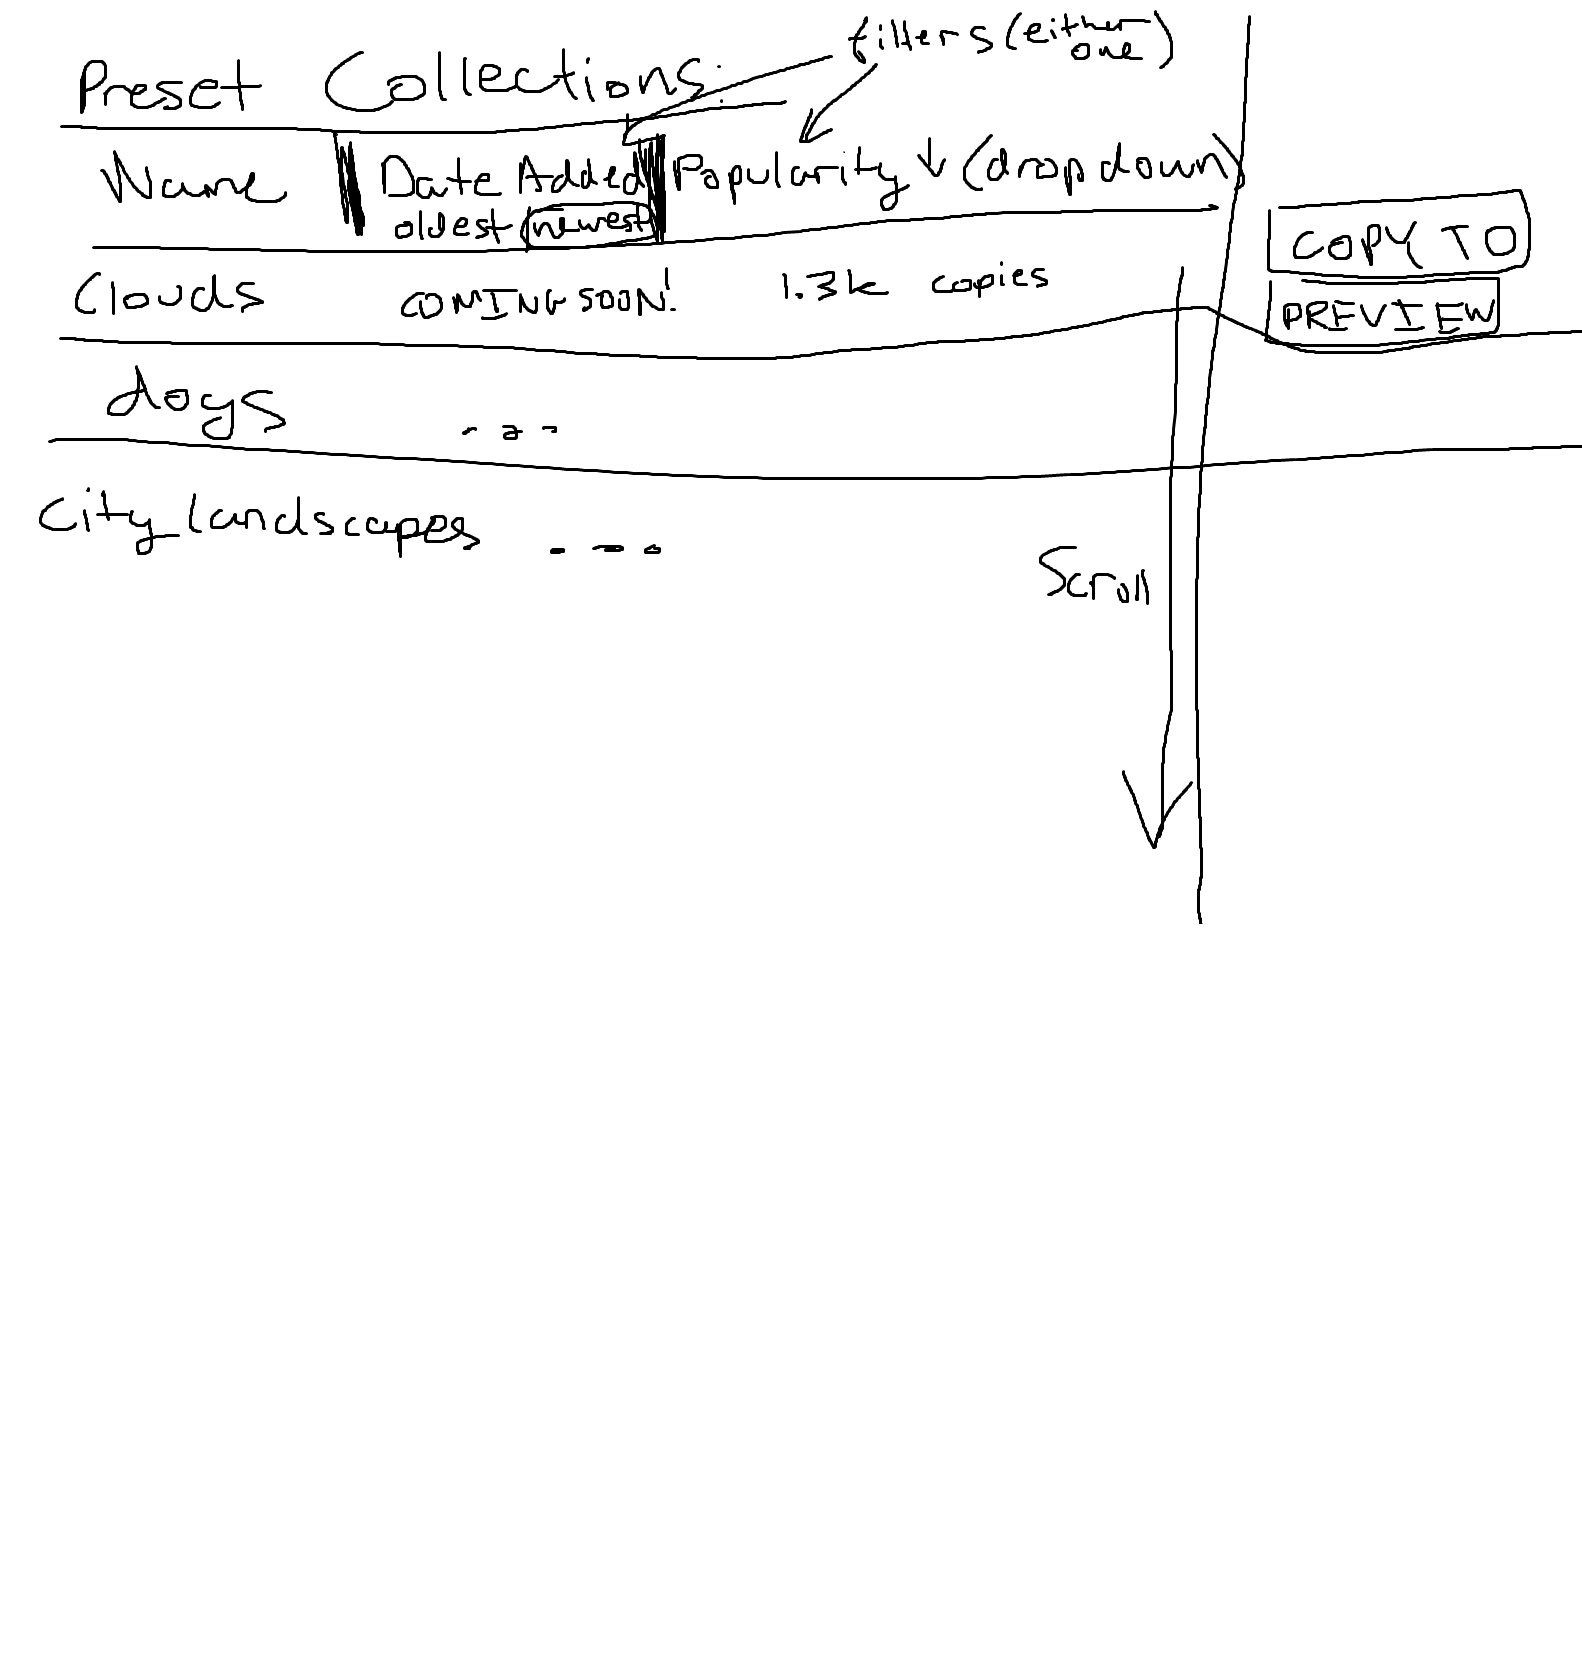 filters (either one)
Preset Collections:
Name Date Added Popularity ↓ (dropdown)
oldest newest
COPY TO
Clouds COMING SOON! 1.3k copies
PREVIEW
dogs ...
City landscapes ...
Scroll